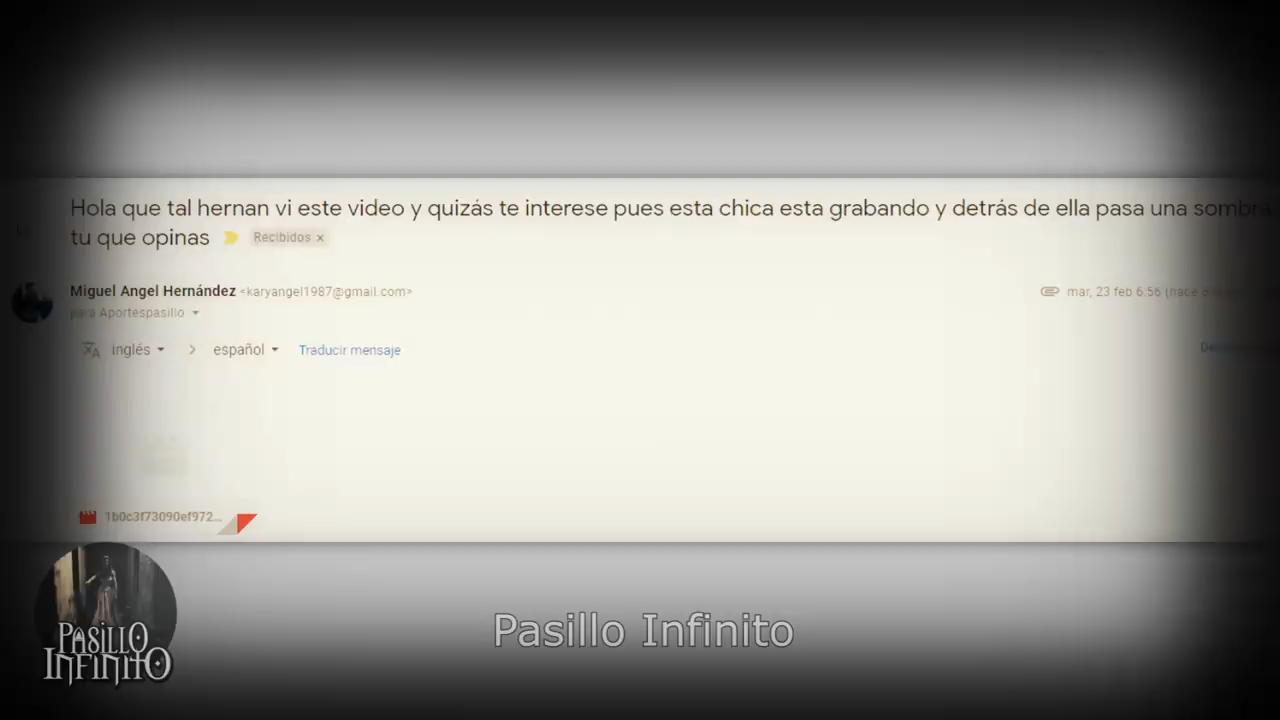 Hola que tal hernan vi este video y quizás te interese pues esta chica esta grabando y detrás de ella pasa una sombra
tu que opinas Recibidos ×
Miguel Angel Hernández <karyangel1987@gmail.com> mar, 23 feb 6:56 (hace
para Aportespasillo
inglés > español Traducir mensaje
1b0c3f73090ef972...
Pasillo Infinito
PASILLO
INFINITO